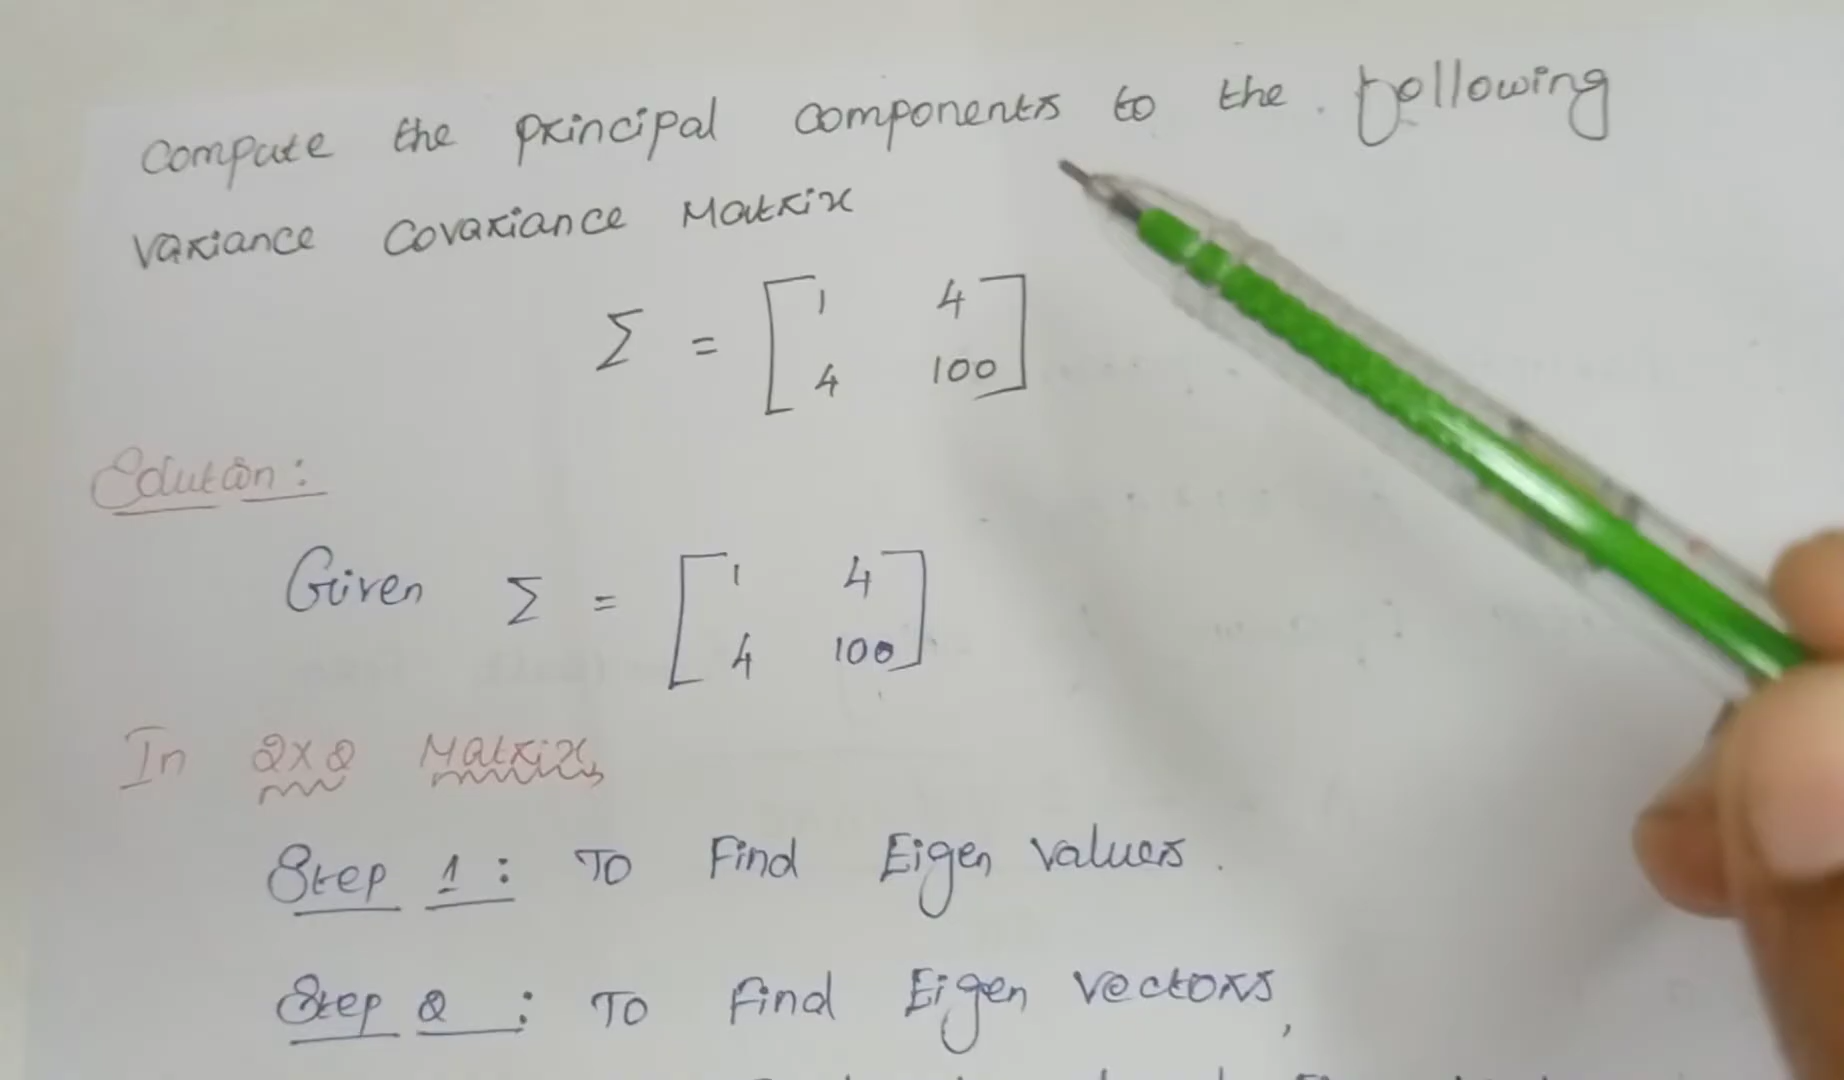 Compute the principal components to the following
Variance Covariance Matrix
Σ = [ 1 4
4 100 ]
Solution:
Given Σ = [ 1 4
4 100 ]
In 2x2 Matrix,
Step 1 : To Find Eigen values.
Step 2 : To Find Eigen vectors,